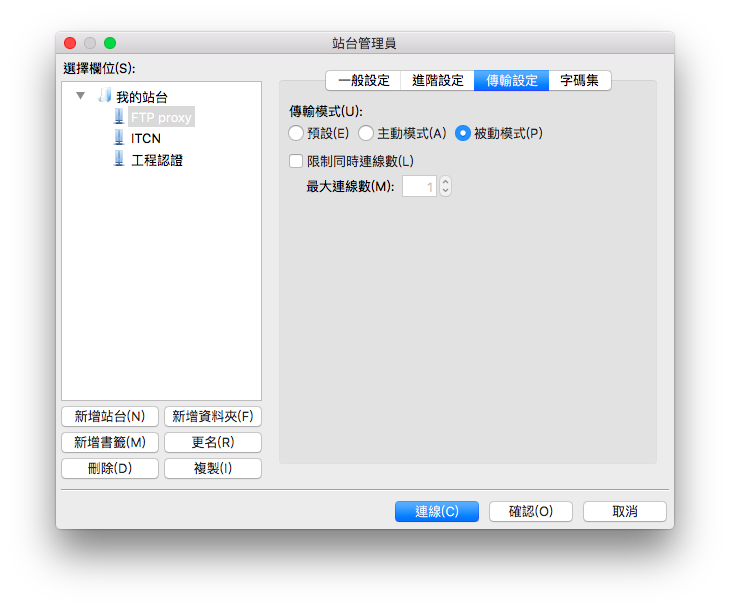 站台管理員
選擇欄位(S):
我的站台
FTP proxy
ITCN
工程認證
新增站台(N) 新增資料夾(F)
新增書籤(M) 更名(R)
刪除(D) 複製(I)
一般設定 進階設定 傳輸設定 字碼集
傳輸模式(U):
預設(E) 主動模式(A) 被動模式(P)
限制同時連線數(L)
最大連線數(M): 1
連線(C) 確認(O) 取消